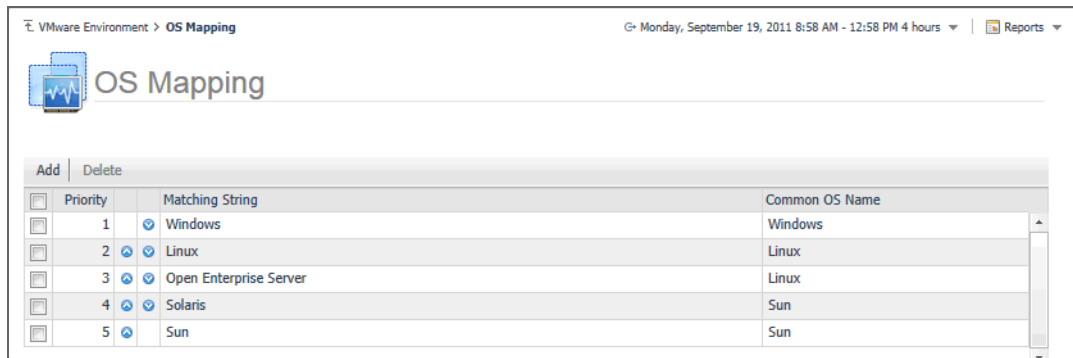 VMware Environment > OS Mapping
Monday, September 19, 2011 8:58 AM - 12:58 PM 4 hours | Reports
OS Mapping
Add | Delete
Priority Matching String Common OS Name
1 Windows Windows
2 Linux Linux
3 Open Enterprise Server Linux
4 Solaris Sun
5 Sun Sun